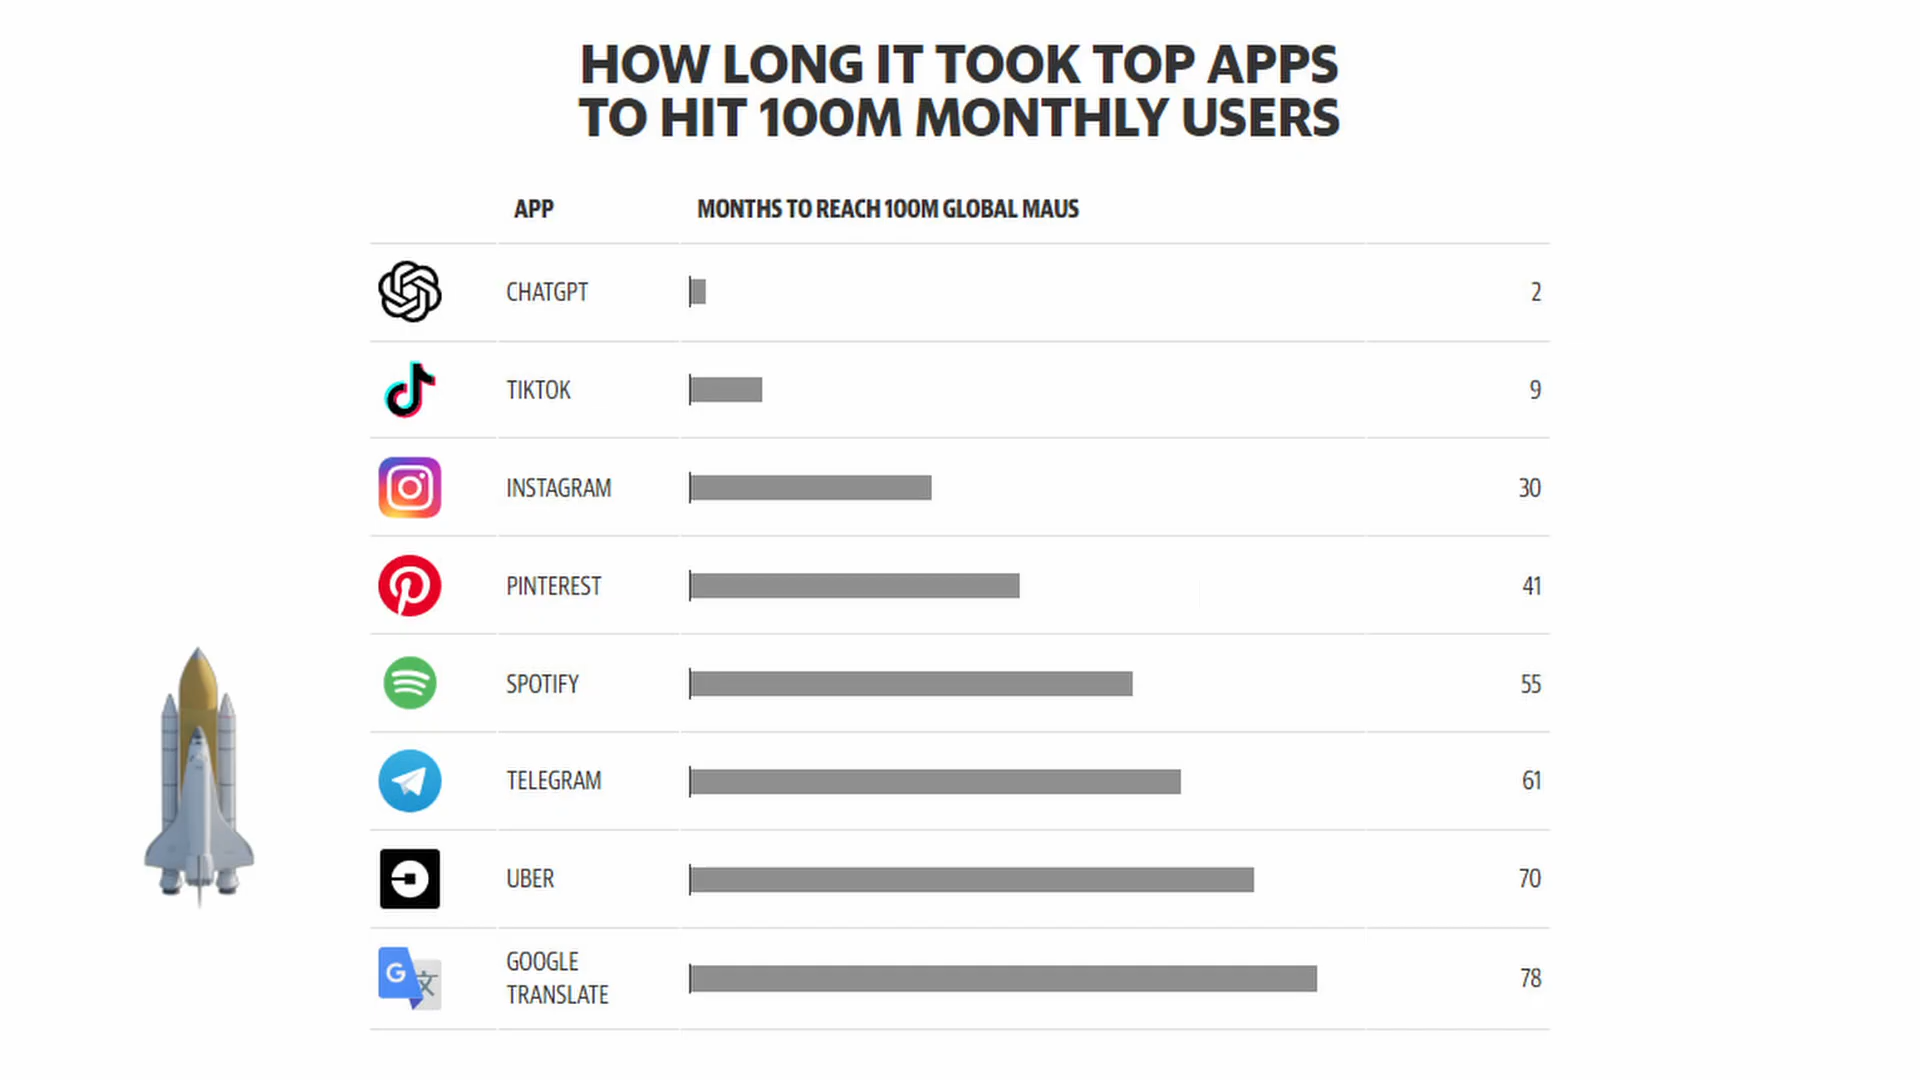 HOW LONG IT TOOK TOP APPS
TO HIT 100M MONTHLY USERS
APP MONTHS TO REACH 100M GLOBAL MAUS
CHATGPT 2
TIKTOK 9
INSTAGRAM 30
PINTEREST 41
SPOTIFY 55
TELEGRAM 61
UBER 70
G 文
GOOGLE
TRANSLATE 78